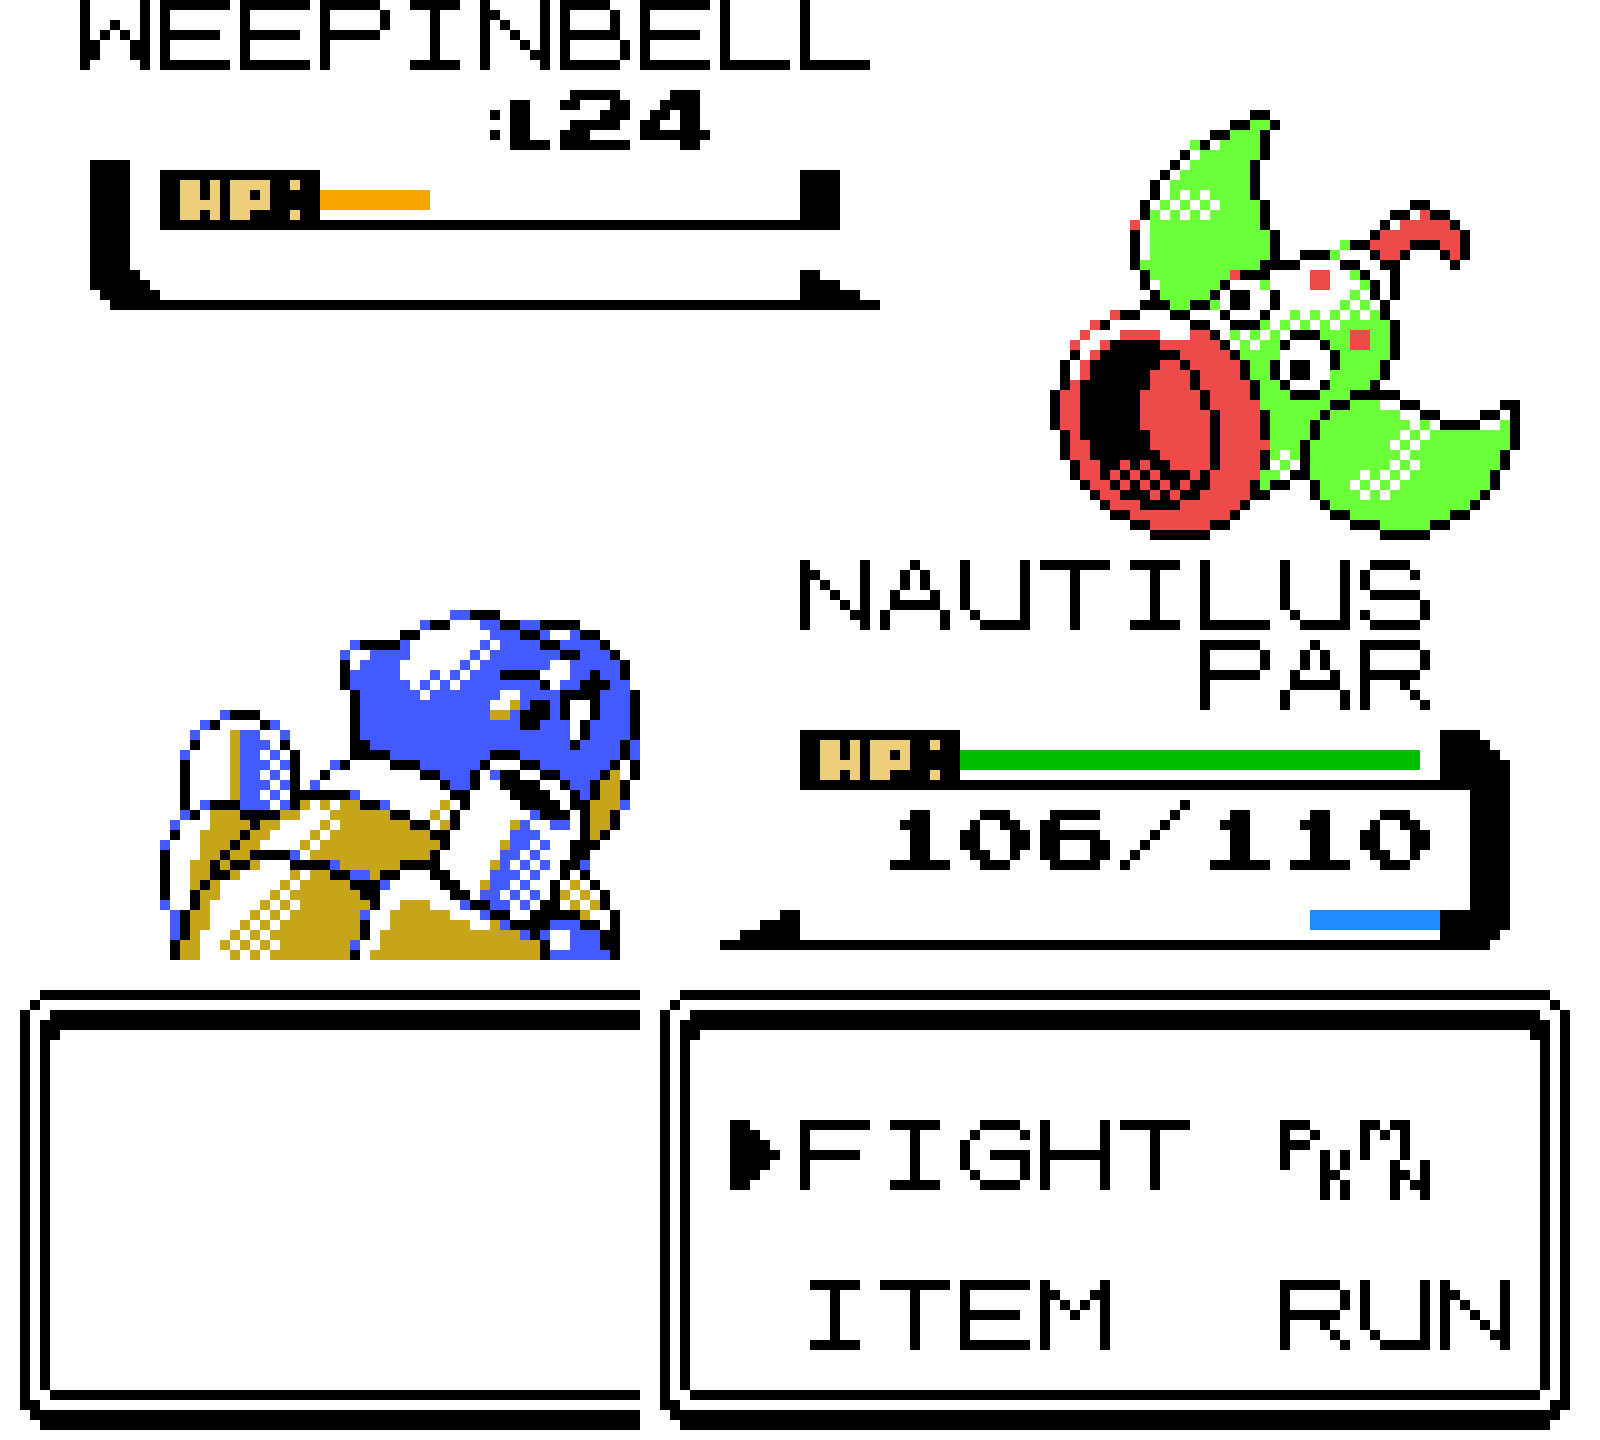 WEEPINBELL
:L24
HP:
NAUTILUS
PAR
HP:
106/110
▶FIGHT PKMN
ITEM RUN